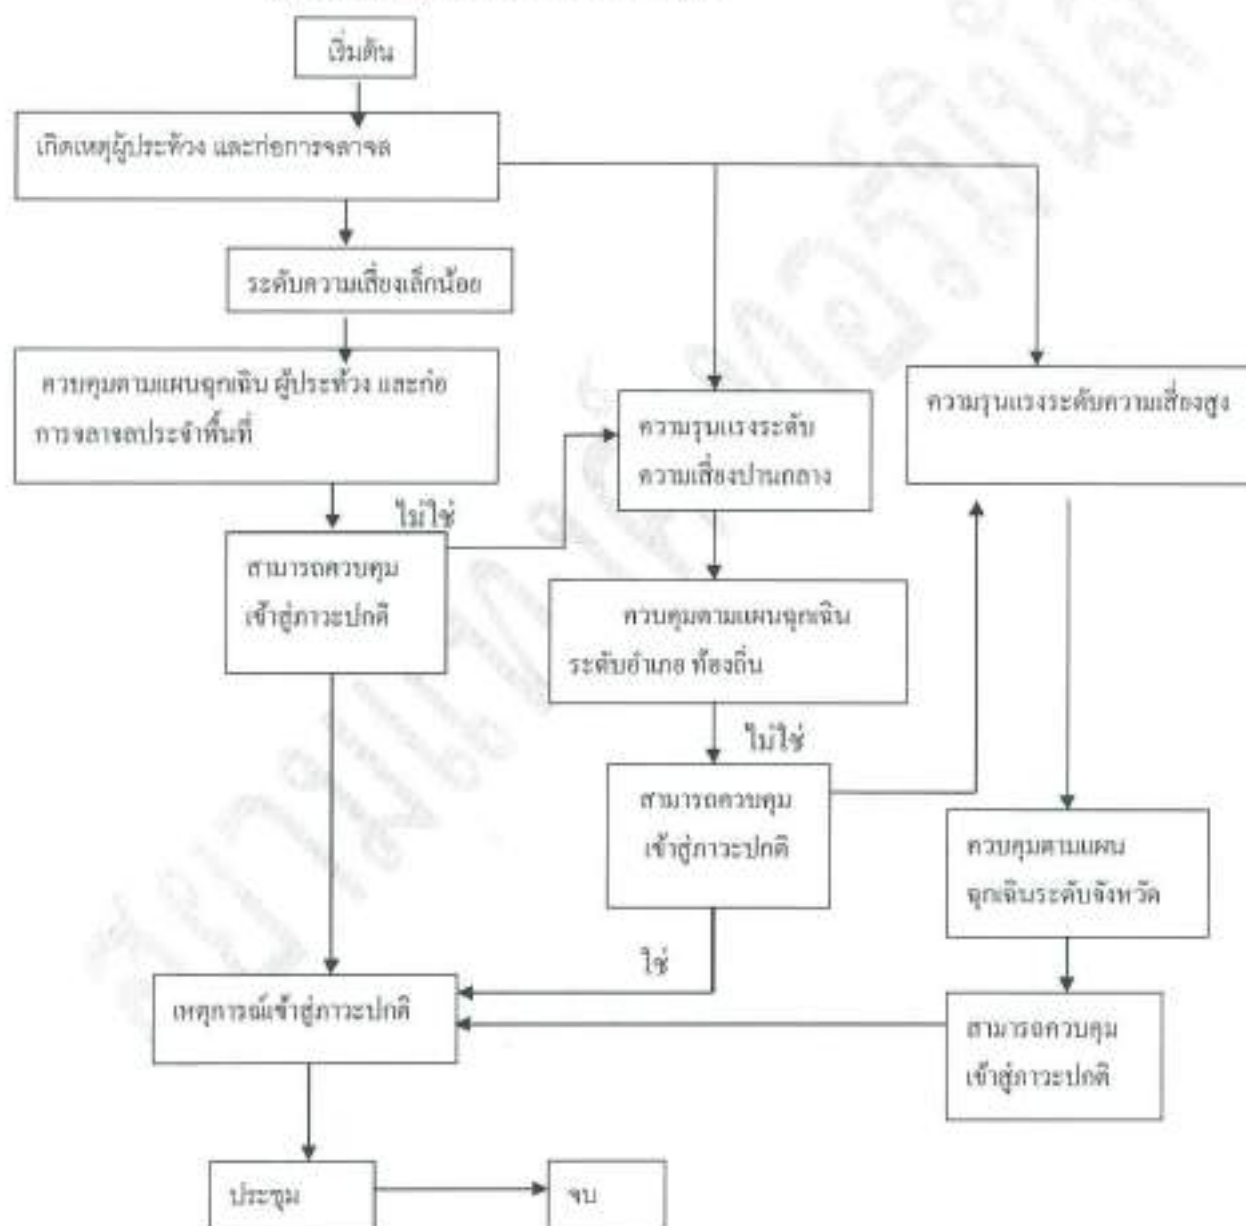 เริ่มต้น
เกิดเหตุผู้ประท้วง และก่อการจลาจล
ระดับความเสี่ยงเล็กน้อย
ควบคุมตามแผนฉุกเฉิน ผู้ประท้วง และก่อ
การจลาจลประจำพื้นที่
ความรุนแรงระดับ
ความเสี่ยงปานกลาง
ความรุนแรงระดับความเสี่ยงสูง
ไม่ใช่
สามารถควบคุม
เข้าสู่ภาวะปกติ
ควบคุมตามแผนฉุกเฉิน
ระดับอำเภอ ท้องถิ่น
ไม่ใช่
สามารถควบคุม
เข้าสู่ภาวะปกติ
ควบคุมตามแผน
ฉุกเฉินระดับจังหวัด
ใช่
เหตุการณ์เข้าสู่ภาวะปกติ
สามารถควบคุม
เข้าสู่ภาวะปกติ
ประชุม
จบ